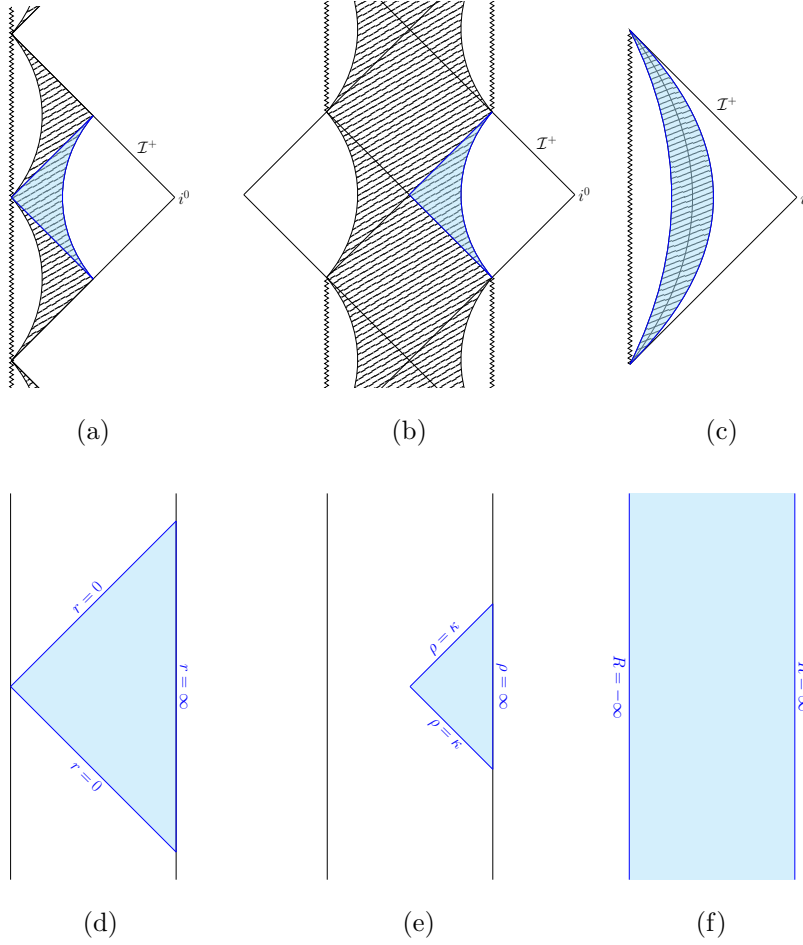 𝓘⁺
i⁰
𝓘⁺
i⁰
𝓘⁺
(a)
(b)
(c)
r = 0
r = 0
r = ∞
ρ = κ
ρ = κ
ρ = ∞
R = −∞
(d)
(e)
(f)